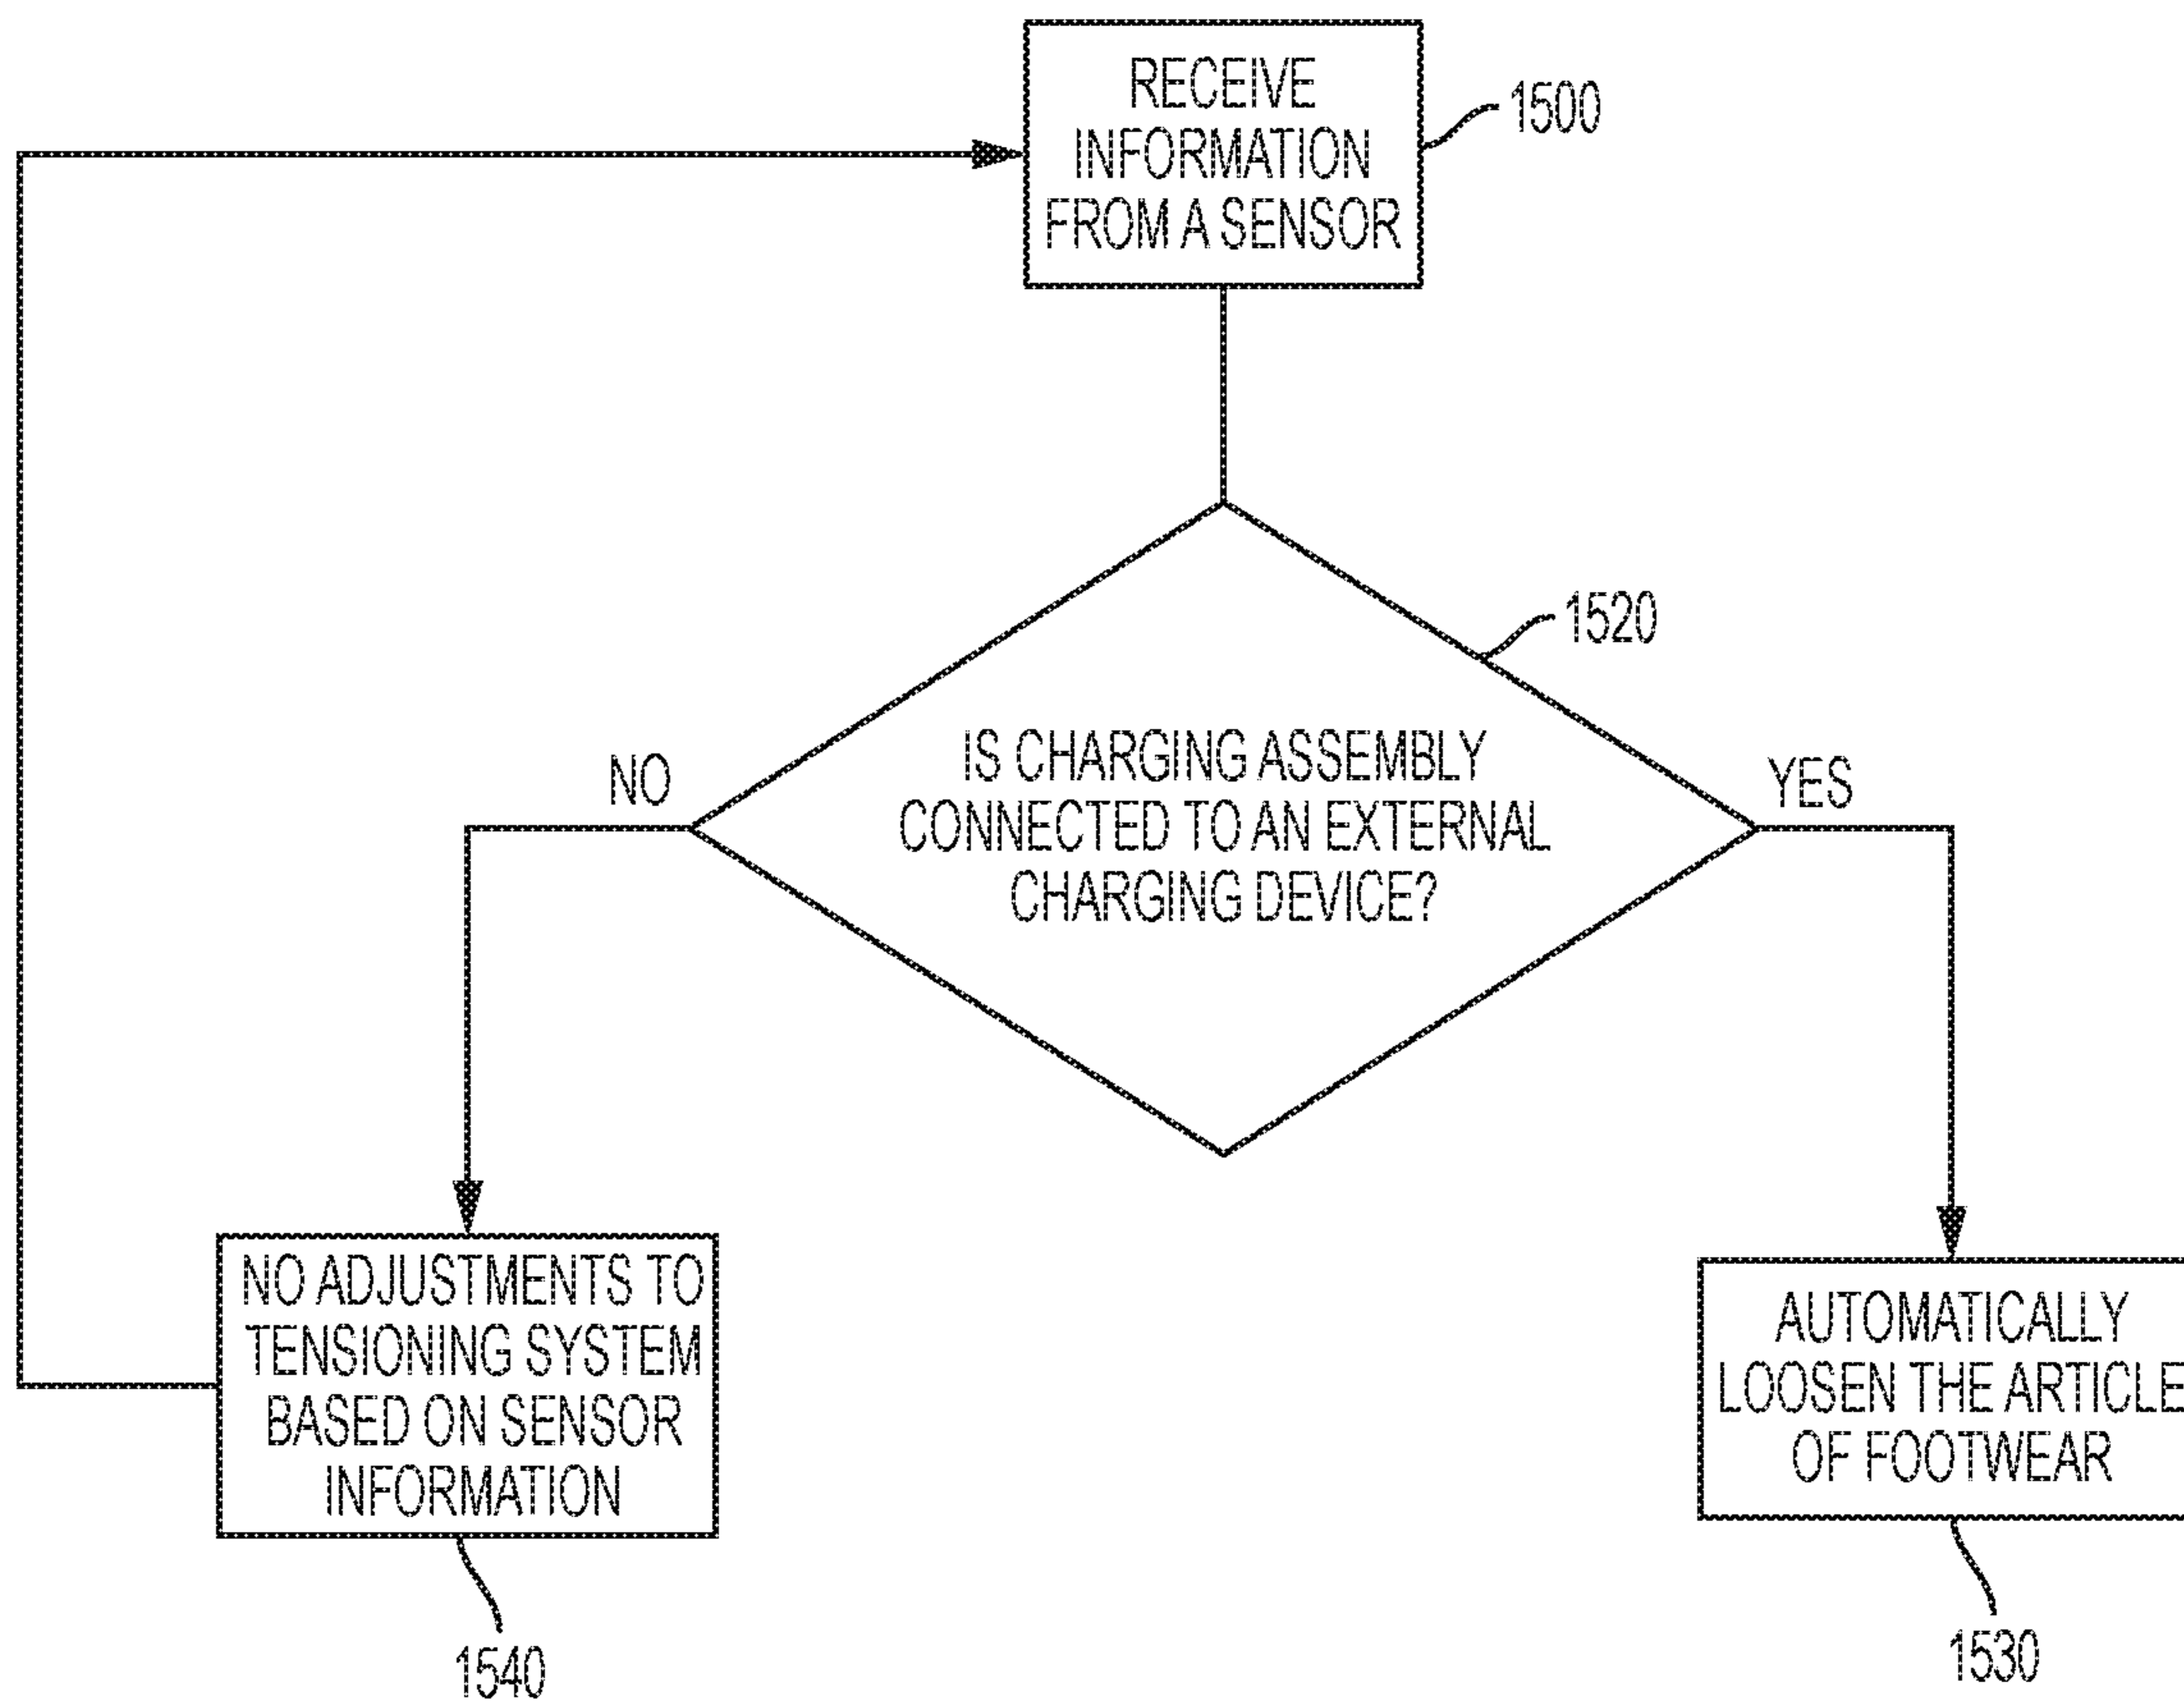 RECEIVE
INFORMATION
FROM A SENSOR
1500
1520
IS CHARGING ASSEMBLY
CONNECTED TO AN EXTERNAL
CHARGING DEVICE?
NO
YES
NO ADJUSTMENTS TO
TENSIONING SYSTEM
BASED ON SENSOR
INFORMATION
1540
AUTOMATICALLY
LOOSEN THE ARTICLE
OF FOOTWEAR
1530